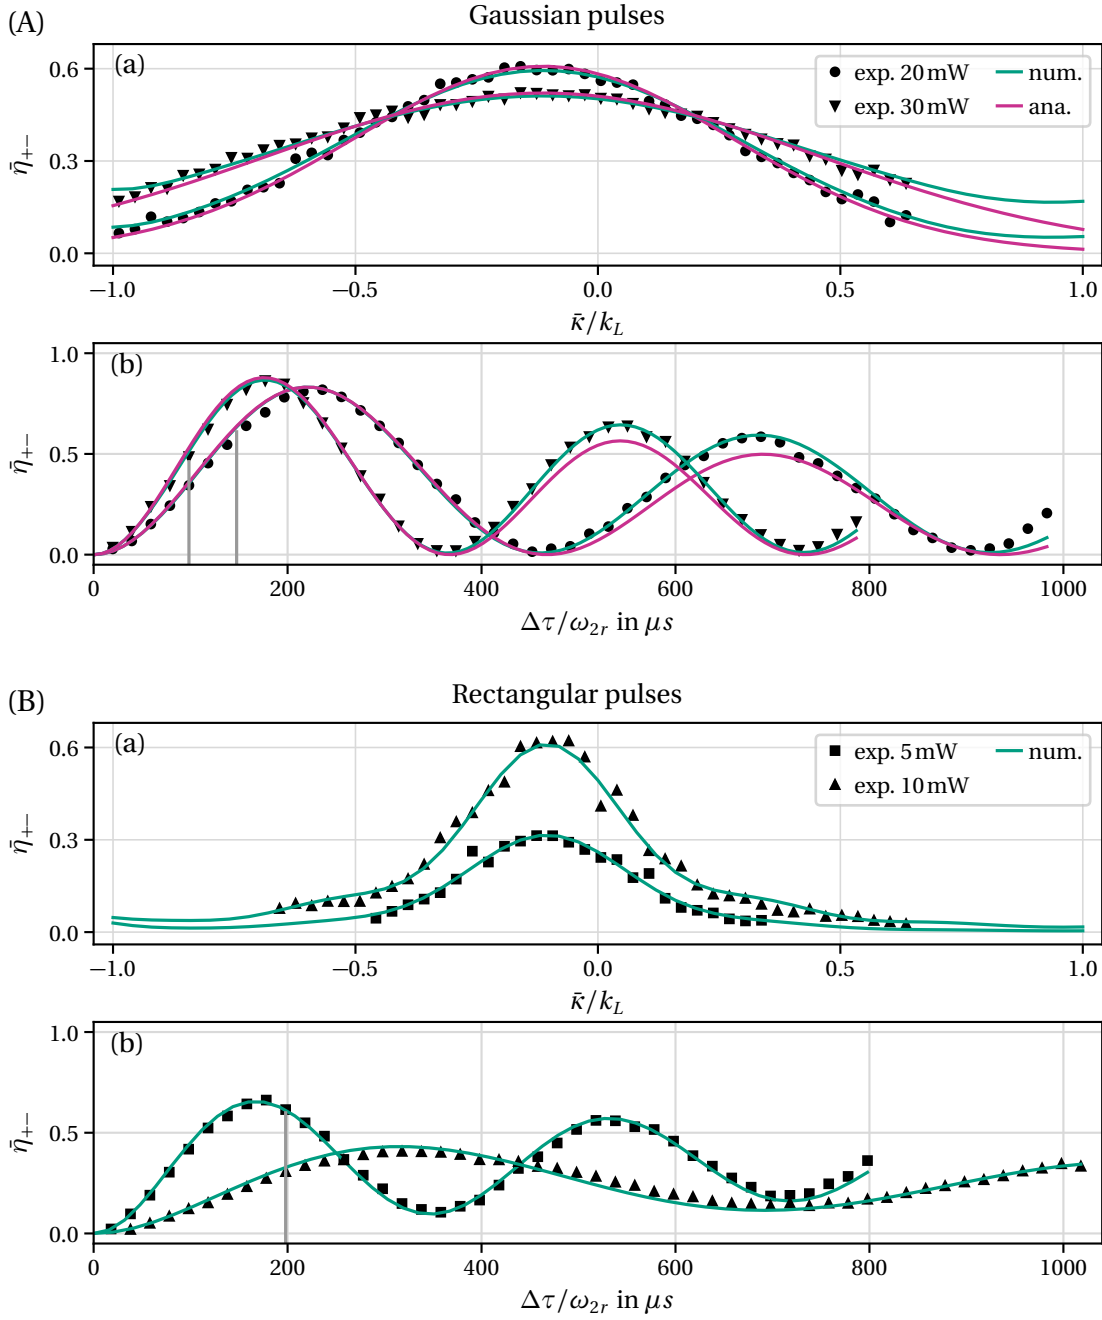 (A)
Gaussian pulses
(a)
exp. 20 mW
num.
exp. 30 mW
ana.
0.6
0.3
0.0
η̄₊₋
−1.0 −0.5 0.0 0.5 1.0
κ̄/k_L
(b)
1.0
0.5
0.0
η̄₊₋
0 200 400 600 800 1000
Δτ/ω₂ᵣ in μs
(B)
Rectangular pulses
(a)
exp. 5 mW
num.
exp. 10 mW
0.6
0.3
0.0
η̄₊₋
−1.0 −0.5 0.0 0.5 1.0
κ̄/k_L
(b)
1.0
0.5
0.0
η̄₊₋
0 200 400 600 800 1000
Δτ/ω₂ᵣ in μs